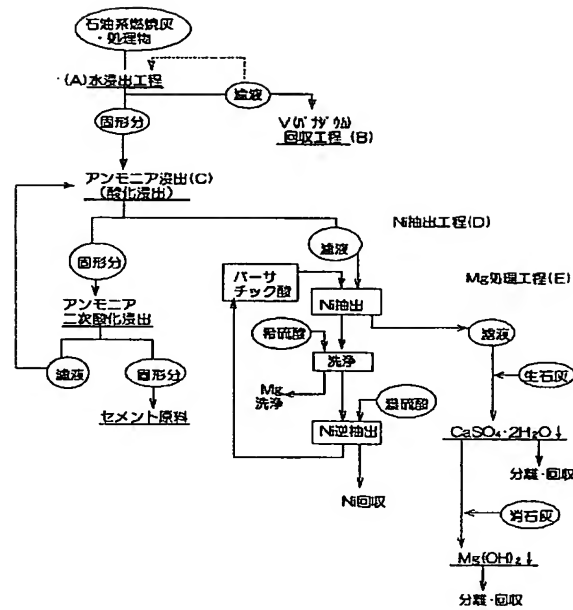 石油系燃焼灰
・処理物
(A)水浸出工程
濾液
固形分
V(バナジウム)
回収工程(B)
アンモニア浸出(C)
(酸化浸出)
Ni抽出工程(D)
濾液
固形分
バーサ
チック酸
Mg処理工程(E)
Ni抽出
アンモニア
二次酸化浸出
希硫酸
濾液
洗浄
生石灰
濾液
固形分
Mg
洗浄
濃硫酸
セメント原料
Ni逆抽出
CaSO₄・2H₂O↓
分離・回収
Ni回収
消石灰
Mg(OH)₂↓
分離・回収